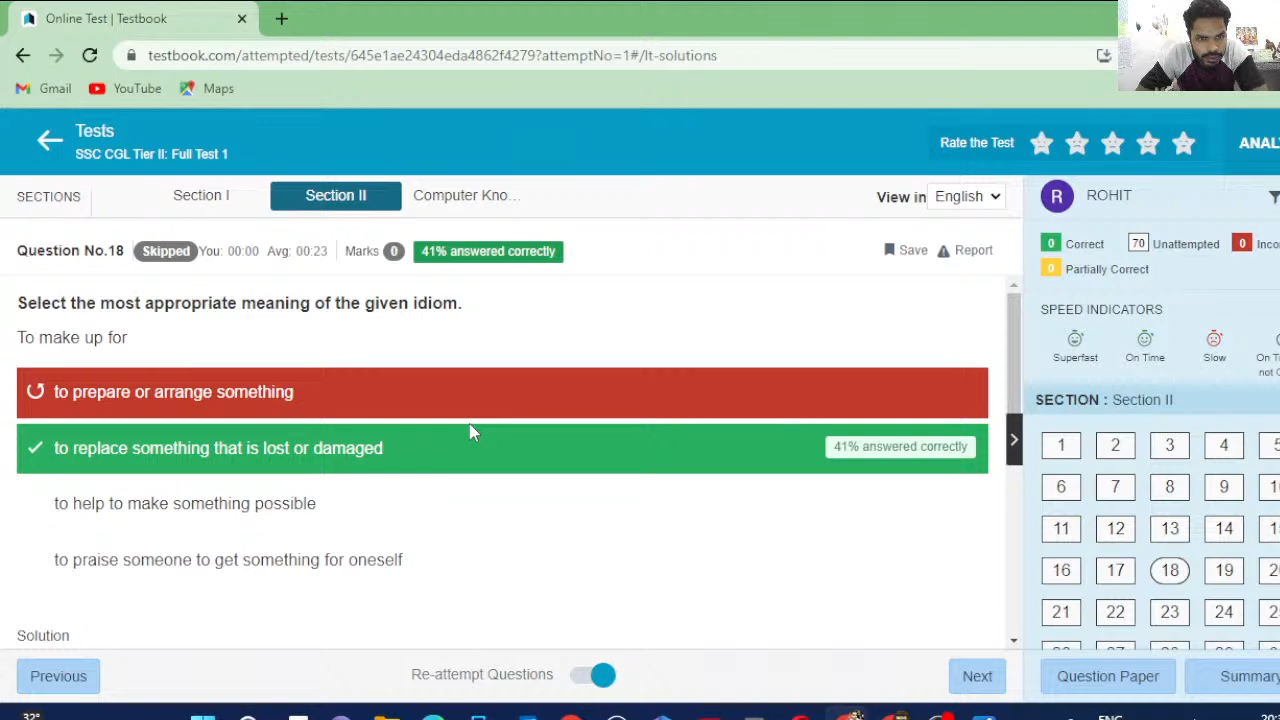 Online Test | Testbook
testbook.com/attempted/tests/645e1ae24304eda4862f4279?attemptNo=1#/lt-solutions
Gmail YouTube Maps
Tests
SSC CGL Tier II: Full Test 1
Rate the Test
SECTIONS Section I Section II Computer Kno... View in English
R ROHIT
Question No.18 Skipped You: 00:00 Avg: 00:23 Marks 0 41% answered correctly Save Report
0 Correct 70 Unattempted 0
0 Partially Correct
Select the most appropriate meaning of the given idiom.
To make up for
to prepare or arrange something
to replace something that is lost or damaged 41% answered correctly
to help to make something possible
to praise someone to get something for oneself
Solution
SPEED INDICATORS
Superfast On Time Slow
SECTION : Section II
1 2 3 4
6 7 8 9
11 12 13 14
16 17 18 19
21 22 23 24
Previous Re-attempt Questions Next Question Paper Summary